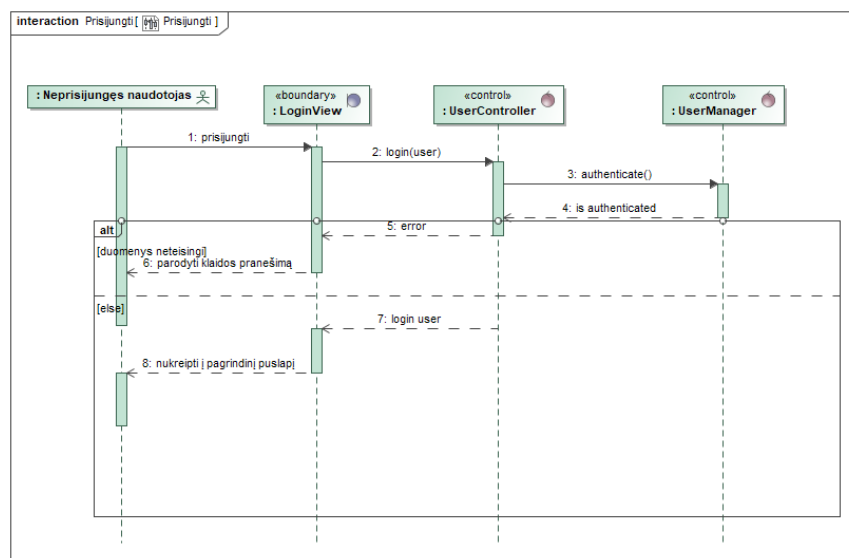 interaction Prisijungti[ Prisijungti ]
: Neprisijungęs naudotojas
«boundary»
: LoginView
«control»
: UserController
«control»
: UserManager
1: prisijungti
2: login(user)
3: authenticate()
4: is authenticated
alt
5: error
[duomenys neteisingi]
6: parodyti klaidos pranešimą
[else]
7: login user
8: nukreipti į pagrindinį puslapį